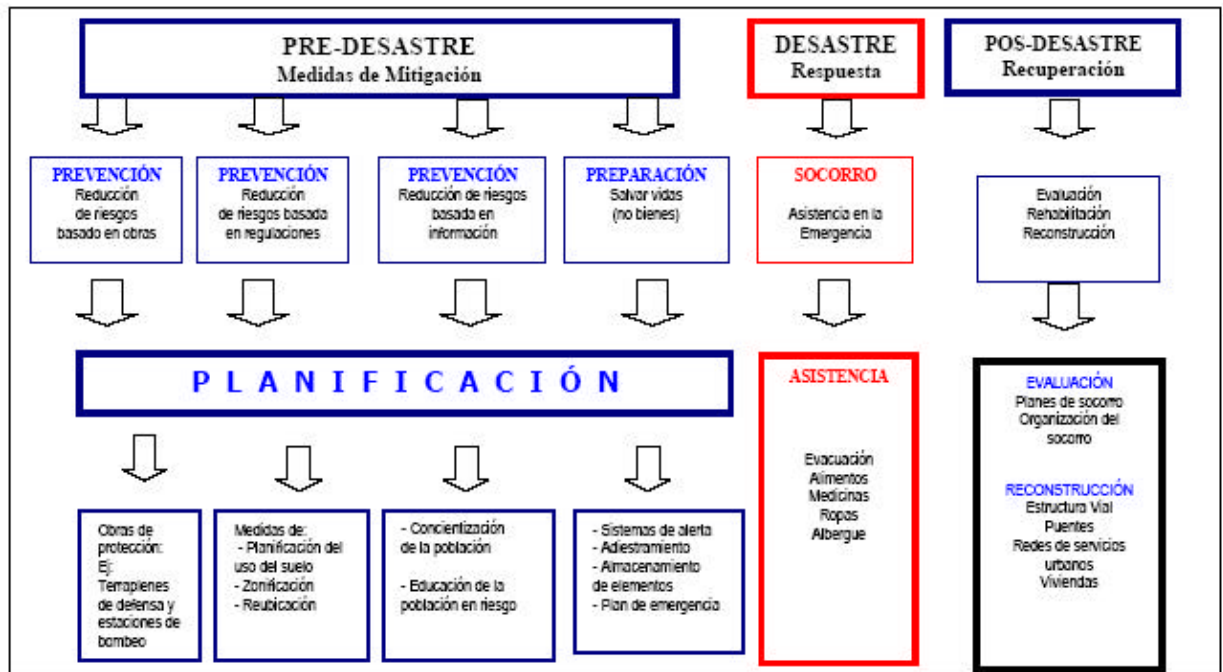 PRE-DESASTRE
Medidas de Mitigación
DESASTRE
Respuesta
POS-DESASTRE
Recuperación
PREVENCIÓN
Reducción
de riesgos
basado en obras
PREVENCIÓN
Reducción
de riesgos basada
en regulaciones
PREVENCIÓN
Reducción de riesgos
basada en
información
PREPARACIÓN
Salvar vidas
(no bienes)
SOCORRO
Asistencia en la
Emergencia
Evaluación
Rehabilitación
Reconstrucción
PLANIFICACIÓN
Obras de
protección:
Ej:
Terraplenes
de defensa y
estaciones de
bombeo
Medidas de:
- Planificación del
uso del suelo
- Zonificación
- Reubicación
- Concientización
de la población
- Educación de la
población en riesgo
- Sistemas de alerta
- Adiestramiento
- Almacenamiento
de elementos
- Plan de emergencia
ASISTENCIA
Evacuación
Alimentos
Medicinas
Ropas
Albergue
EVALUACIÓN
Planes de socorro
Organización del
socorro
RECONSTRUCCIÓN
Estructura Vial
Puentes
Redes de servicios
urbanos
Viviendas